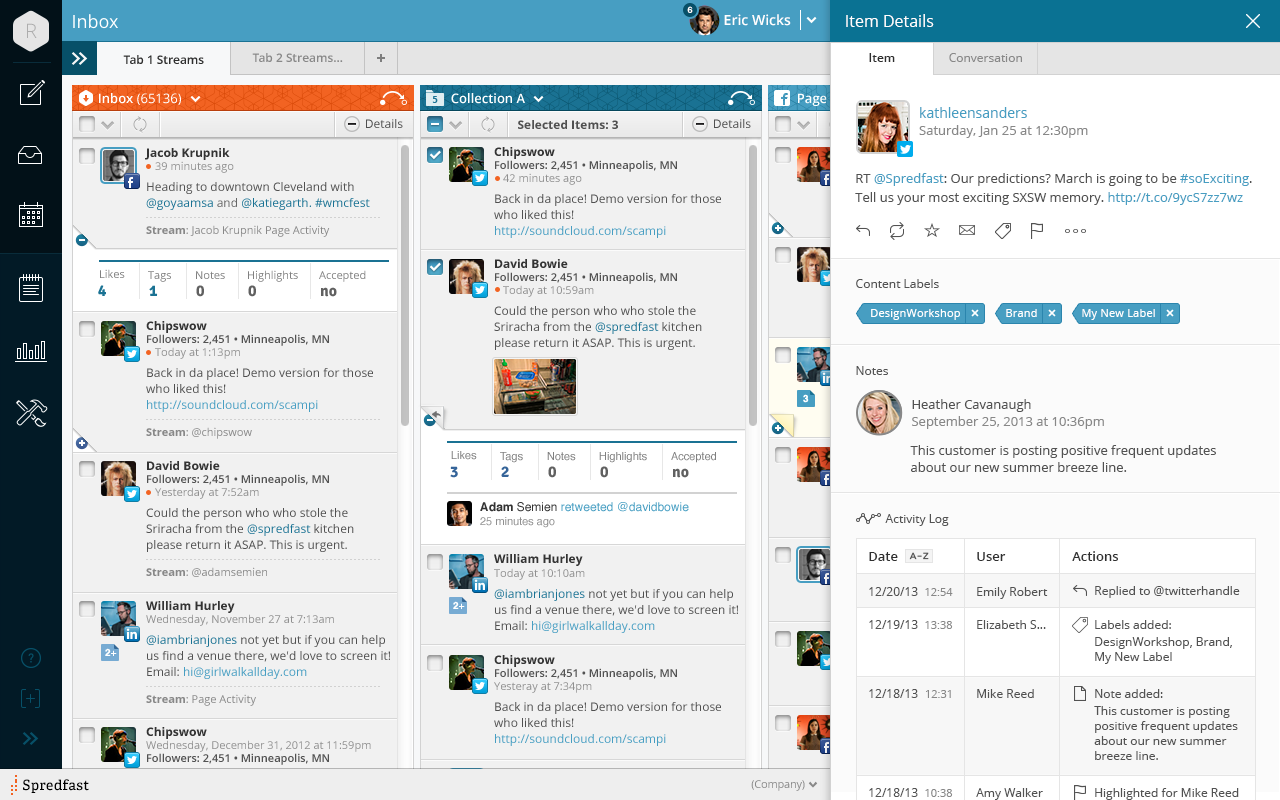 R
Inbox
6
Eric Wicks
Tab 1 Streams
Tab 2 Streams...
+
Inbox (65136)
Details
Jacob Krupnik
39 minutes ago
Heading to downtown Cleveland with
@goyaamsa and @katiegarth. #wmcfest
Stream: Jacob Krupnik Page Activity
Likes Tags Notes Highlights Accepted
4 1 0 0 no
Chipswow
Followers: 2,451 • Minneapolis, MN
Today at 1:13pm
Back in da place! Demo version for those
who liked this!
http://soundcloud.com/scampi
Stream: @chipswow
David Bowie
Followers: 2,451 • Minneapolis, MN
Yesterday at 7:52am
Could the person who who stole the
Sriracha from the @spredfast kitchen
please return it ASAP. This is urgent.
Stream: @adamsemien
William Hurley
Wednesday, November 27 at 7:13am
2+
@iambrianjones not yet but if you can help
us find a venue there, we'd love to screen it!
Email: hi@girlwalkallday.com
Stream: Page Activity
Chipswow
Wednesday, December 31, 2012 at 11:59pm
Followers: 2,451 • Minneapolis, MN
5
Collection A
Selected Items: 3
Details
Chipswow
Followers: 2,451 • Minneapolis, MN
42 minutes ago
Back in da place! Demo version for those
who liked this!
http://soundcloud.com/scampi
David Bowie
Followers: 2,451 • Minneapolis, MN
Today at 10:59am
Could the person who who stole the
Sriracha from the @spredfast kitchen
please return it ASAP. This is urgent.
Likes Tags Notes Highlights Accepted
3 2 0 0 no
Adam Semien retweeted @davidbowie
25 minutes ago
William Hurley
Today at 10:10am
2+
@iambrianjones not yet but if you can help
us find a venue there, we'd love to screen it!
Email: hi@girlwalkallday.com
Chipswow
Followers: 2,451 • Minneapolis, MN
Yesteray at 7:34pm
Back in da place! Demo version for those
who liked this!
http://soundcloud.com/scampi
Page
3
Spredfast
(Company)
Item Details
Item
Conversation
kathleensanders
Saturday, Jan 25 at 12:30pm
RT @Spredfast: Our predictions? March is going to be #soExciting.
Tell us your most exciting SXSW memory. http://t.co/9ycS7zz7wz
Content Labels
DesignWorkshop × Brand × My New Label ×
Notes
Heather Cavanaugh
September 25, 2013 at 10:36pm
This customer is posting positive frequent updates
about our new summer breeze line.
Activity Log
Date A–Z User Actions
12/20/13 12:54 Emily Robert Replied to @twitterhandle
12/19/13 13:38 Elizabeth S... Labels added:
DesignWorkshop, Brand,
My New Label
12/18/13 12:31 Mike Reed Note added:
This customer is posting
positive frequent updates
about our new summer
breeze line.
12/18/13 10:38 Amy Walker Highlighted for Mike Reed